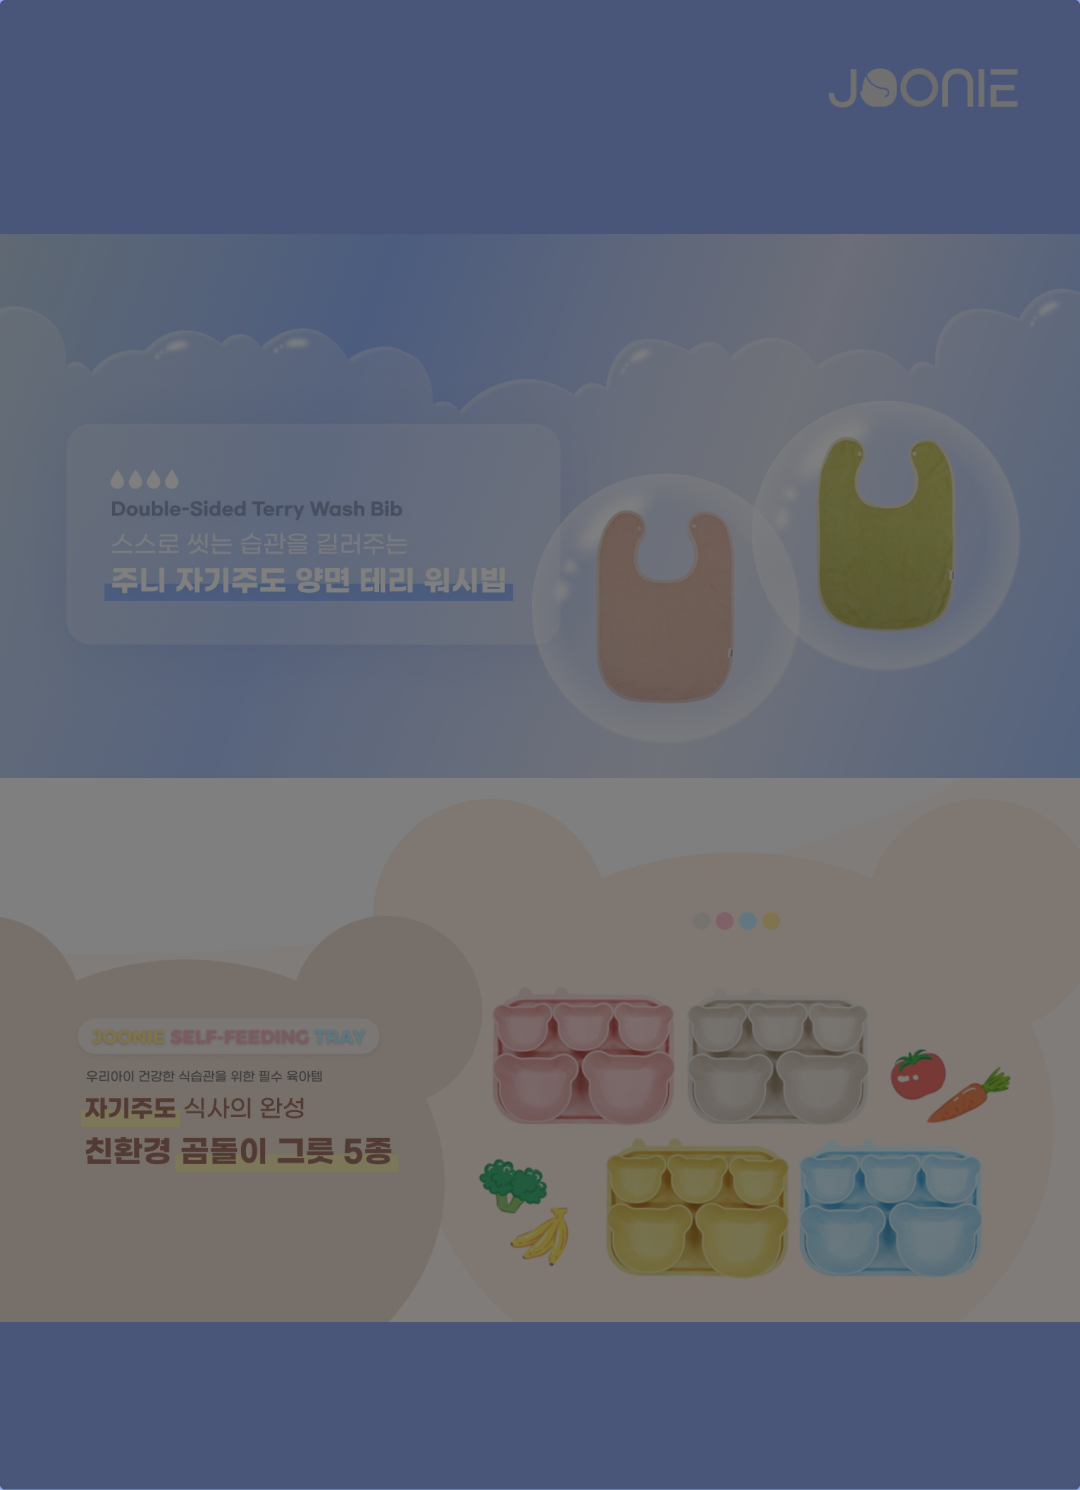 JOONIE
Double-Sided Terry Wash Bib
스스로 씻는 습관을 길러주는
주니 자기주도 양면 테리 워시빕
JOONIE SELF-FEEDING TRAY
우리아이 건강한 식습관을 위한 필수 육아템
자기주도 식사의 완성
친환경 곰돌이 그릇 5종